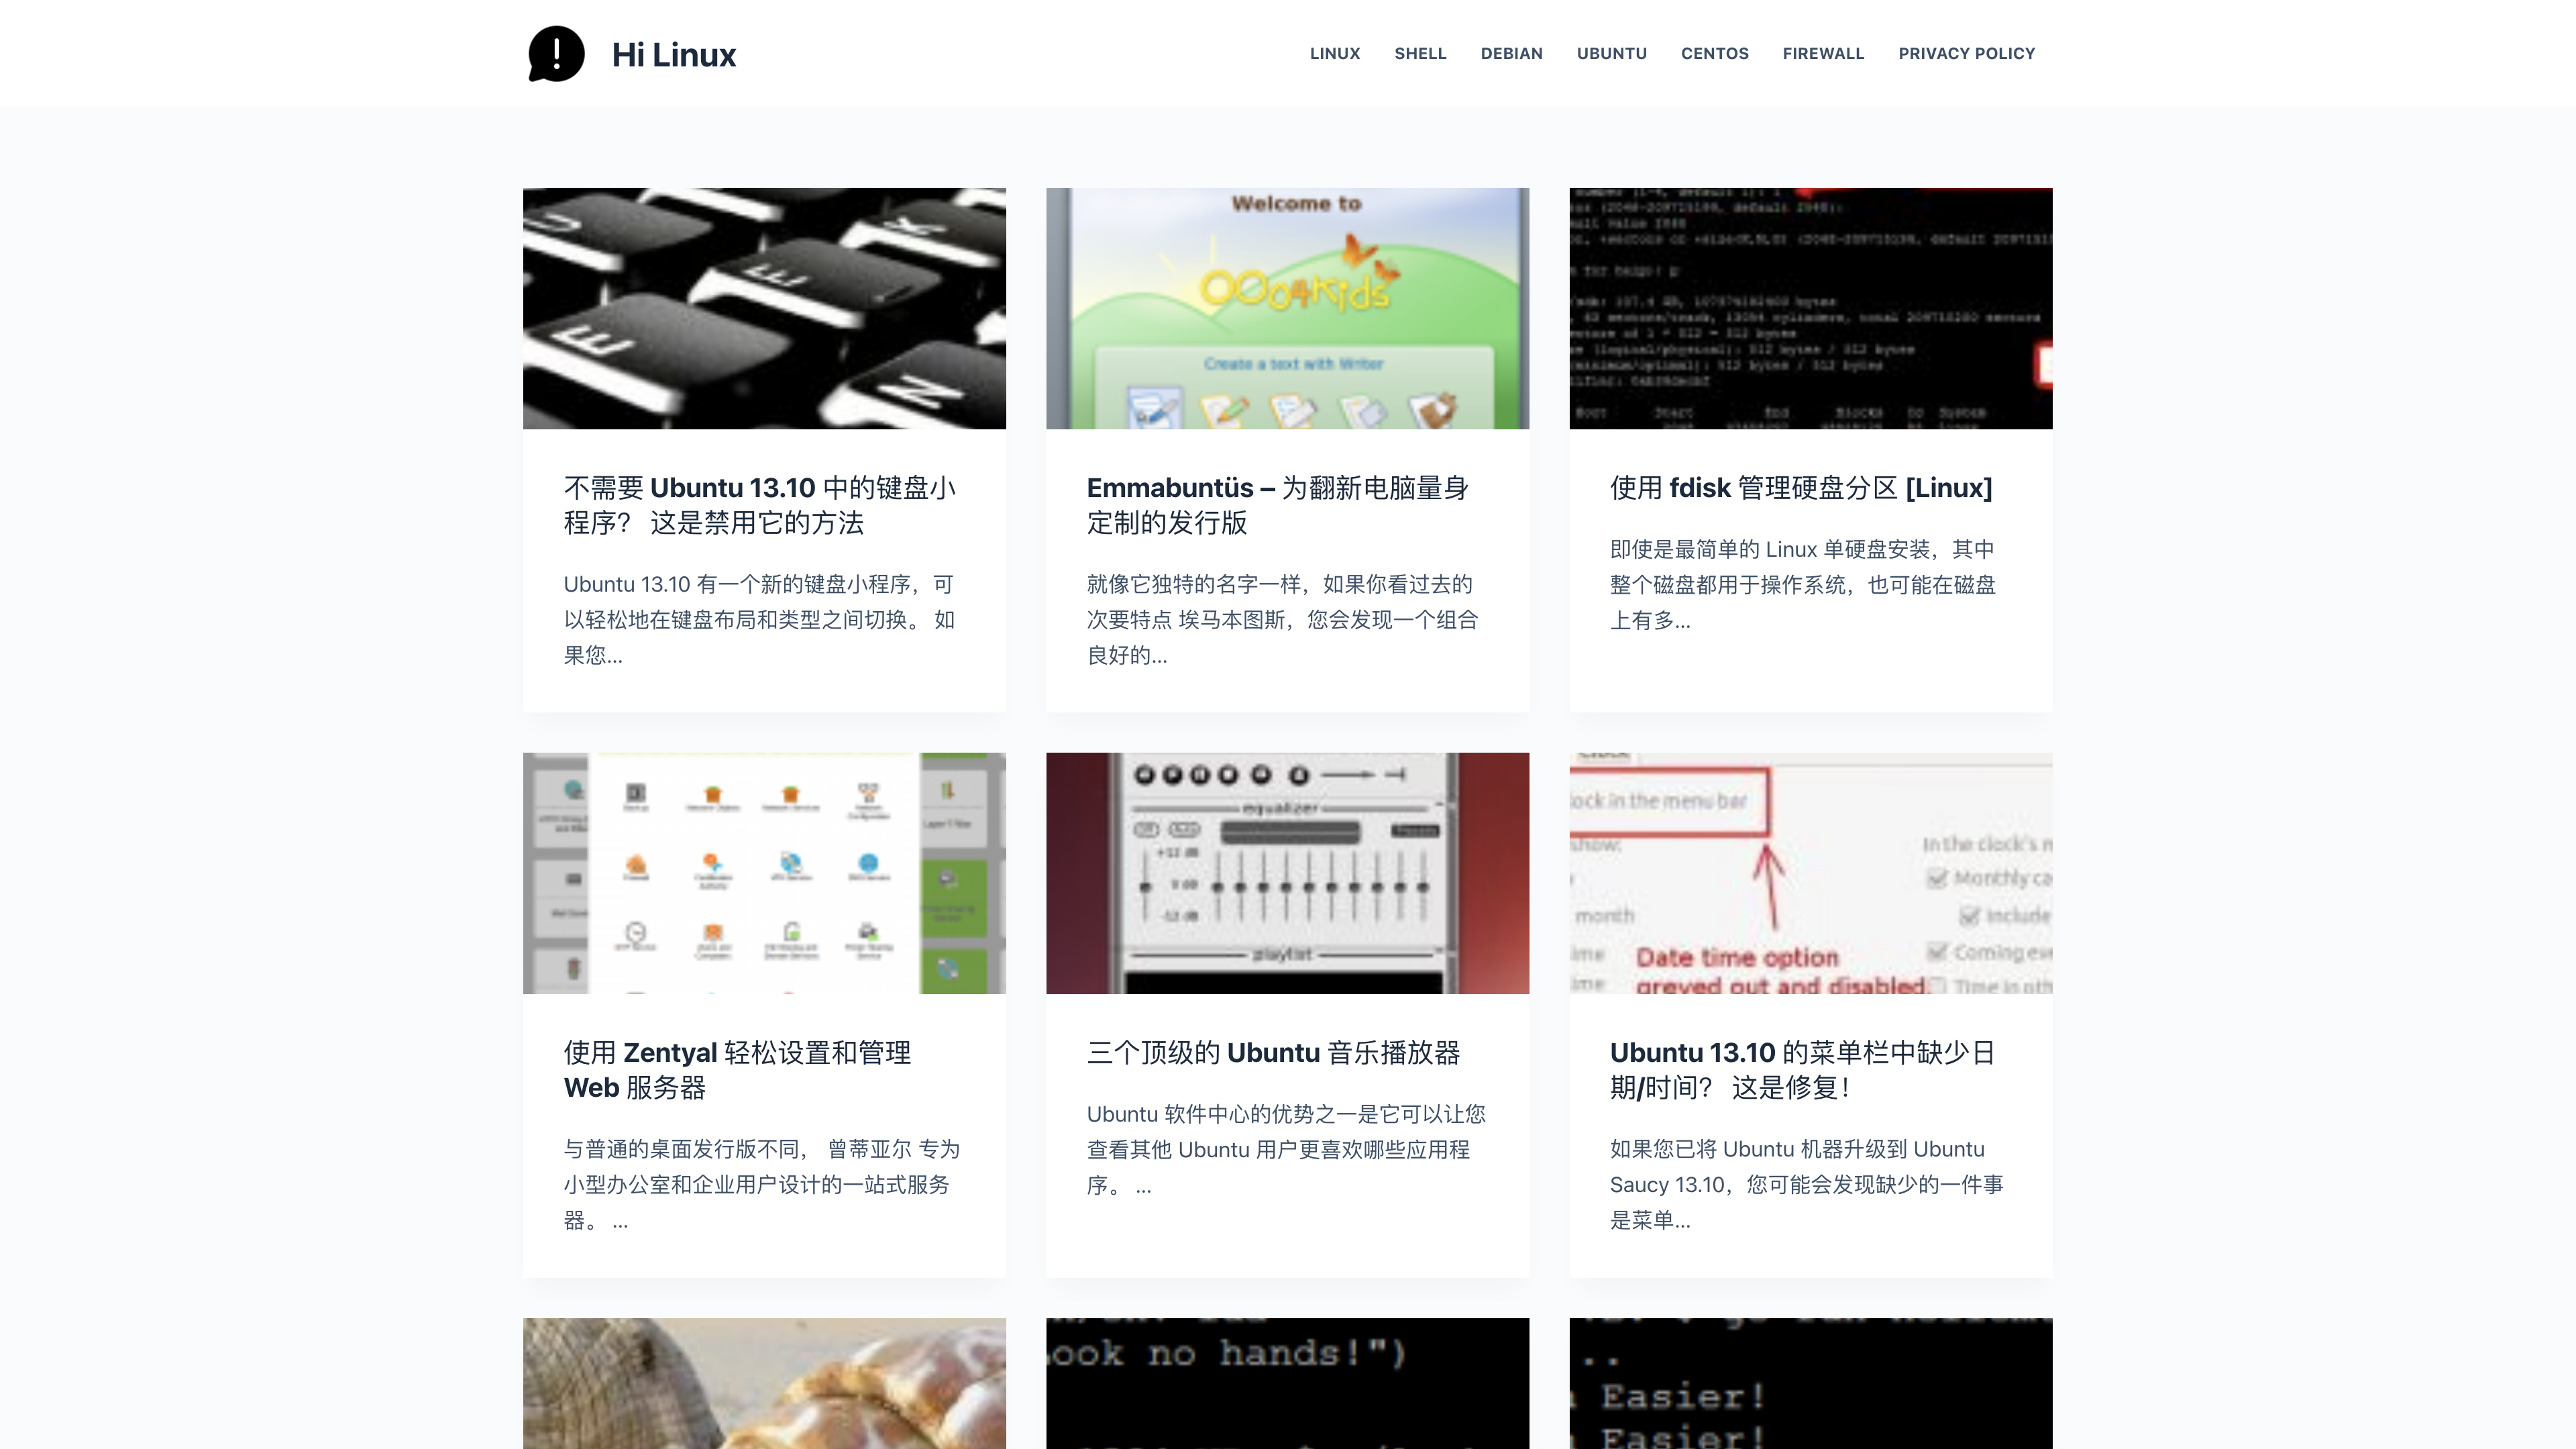 Hi Linux
LINUX SHELL DEBIAN UBUNTU CENTOS FIREWALL PRIVACY POLICY
Welcome to
OOo4Kids
Create a text with Writer
不需要 Ubuntu 13.10 中的键盘小
程序？ 这是禁用它的方法
Ubuntu 13.10 有一个新的键盘小程序，可
以轻松地在键盘布局和类型之间切换。 如
果您...
Emmabuntüs – 为翻新电脑量身
定制的发行版
就像它独特的名字一样，如果你看过去的
次要特点 埃马本图斯，您会发现一个组合
良好的...
使用 fdisk 管理硬盘分区 [Linux]
即使是最简单的 Linux 单硬盘安装，其中
整个磁盘都用于操作系统，也可能在磁盘
上有多...
equalizer
+12 dB
0 dB
-12 dB
playlist
lock in the menu bar
show:
In the clock's m
Monthly ca
month
Include
Coming eve
Date time option
greyed out and disabled.
Time in oth
使用 Zentyal 轻松设置和管理
Web 服务器
与普通的桌面发行版不同， 曾蒂亚尔 专为
小型办公室和企业用户设计的一站式服务
器。 ...
三个顶级的 Ubuntu 音乐播放器
Ubuntu 软件中心的优势之一是它可以让您
查看其他 Ubuntu 用户更喜欢哪些应用程
序。 ...
Ubuntu 13.10 的菜单栏中缺少日
期/时间？ 这是修复！
如果您已将 Ubuntu 机器升级到 Ubuntu
Saucy 13.10，您可能会发现缺少的一件事
是菜单...
ook no hands!")
..
Easier!
Easier!